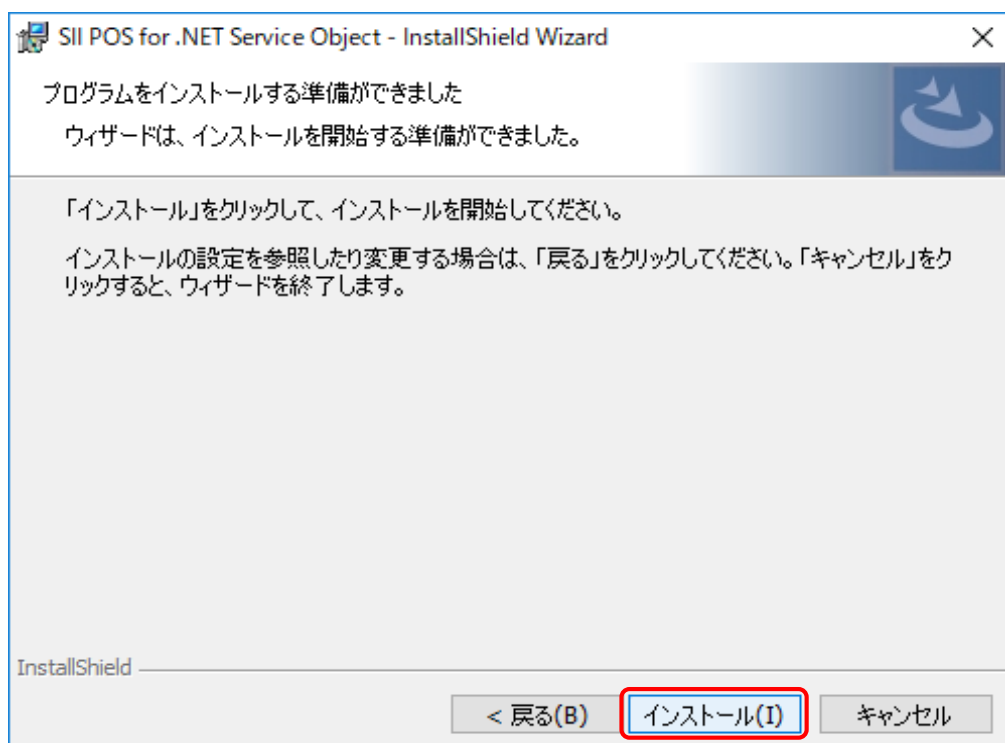 SII POS for .NET Service Object - InstallShield Wizard
プログラムをインストールする準備ができました
ウィザードは、インストールを開始する準備ができました。
「インストール」をクリックして、インストールを開始してください。
インストールの設定を参照したり変更する場合は、「戻る」をクリックしてください。「キャンセル」をク
リックすると、ウィザードを終了します。
InstallShield
< 戻る(B)
インストール(I)
キャンセル